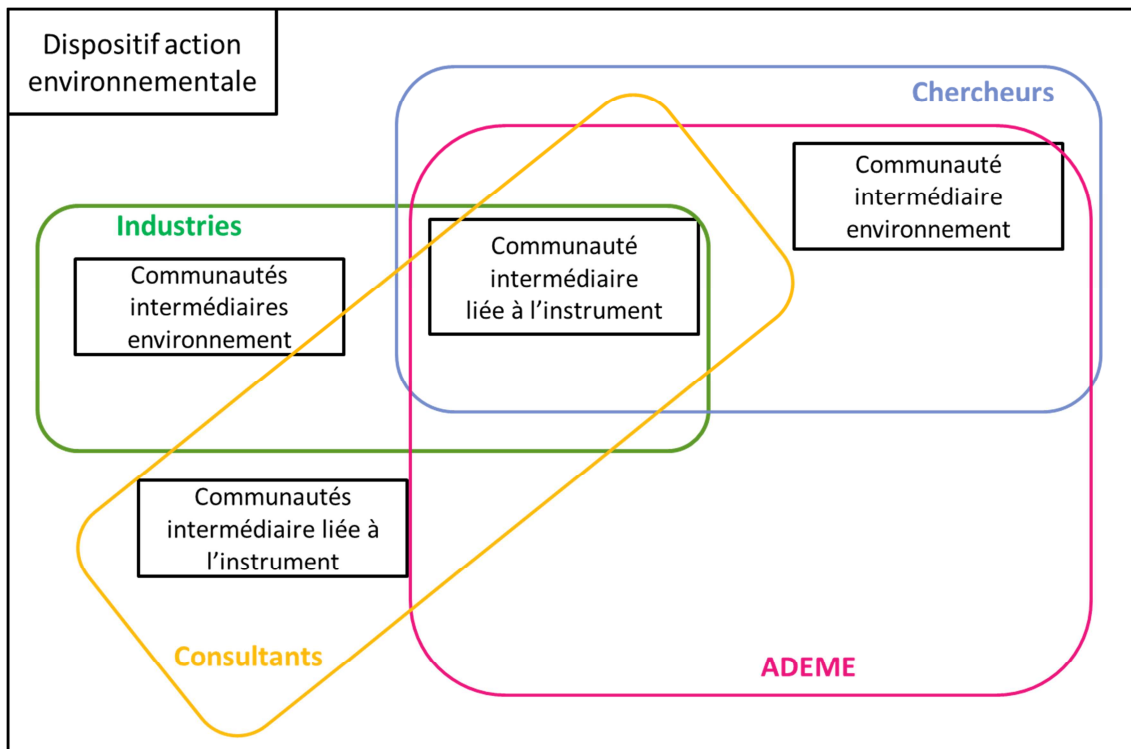 Dispositif action
environnementale
Chercheurs
Communauté
intermédiaire
environnement
Industries
Communautés
intermédiaires
environnement
Communauté
intermédiaire
liée à l’instrument
Communautés
intermédiaire liée à
l’instrument
Consultants
ADEME